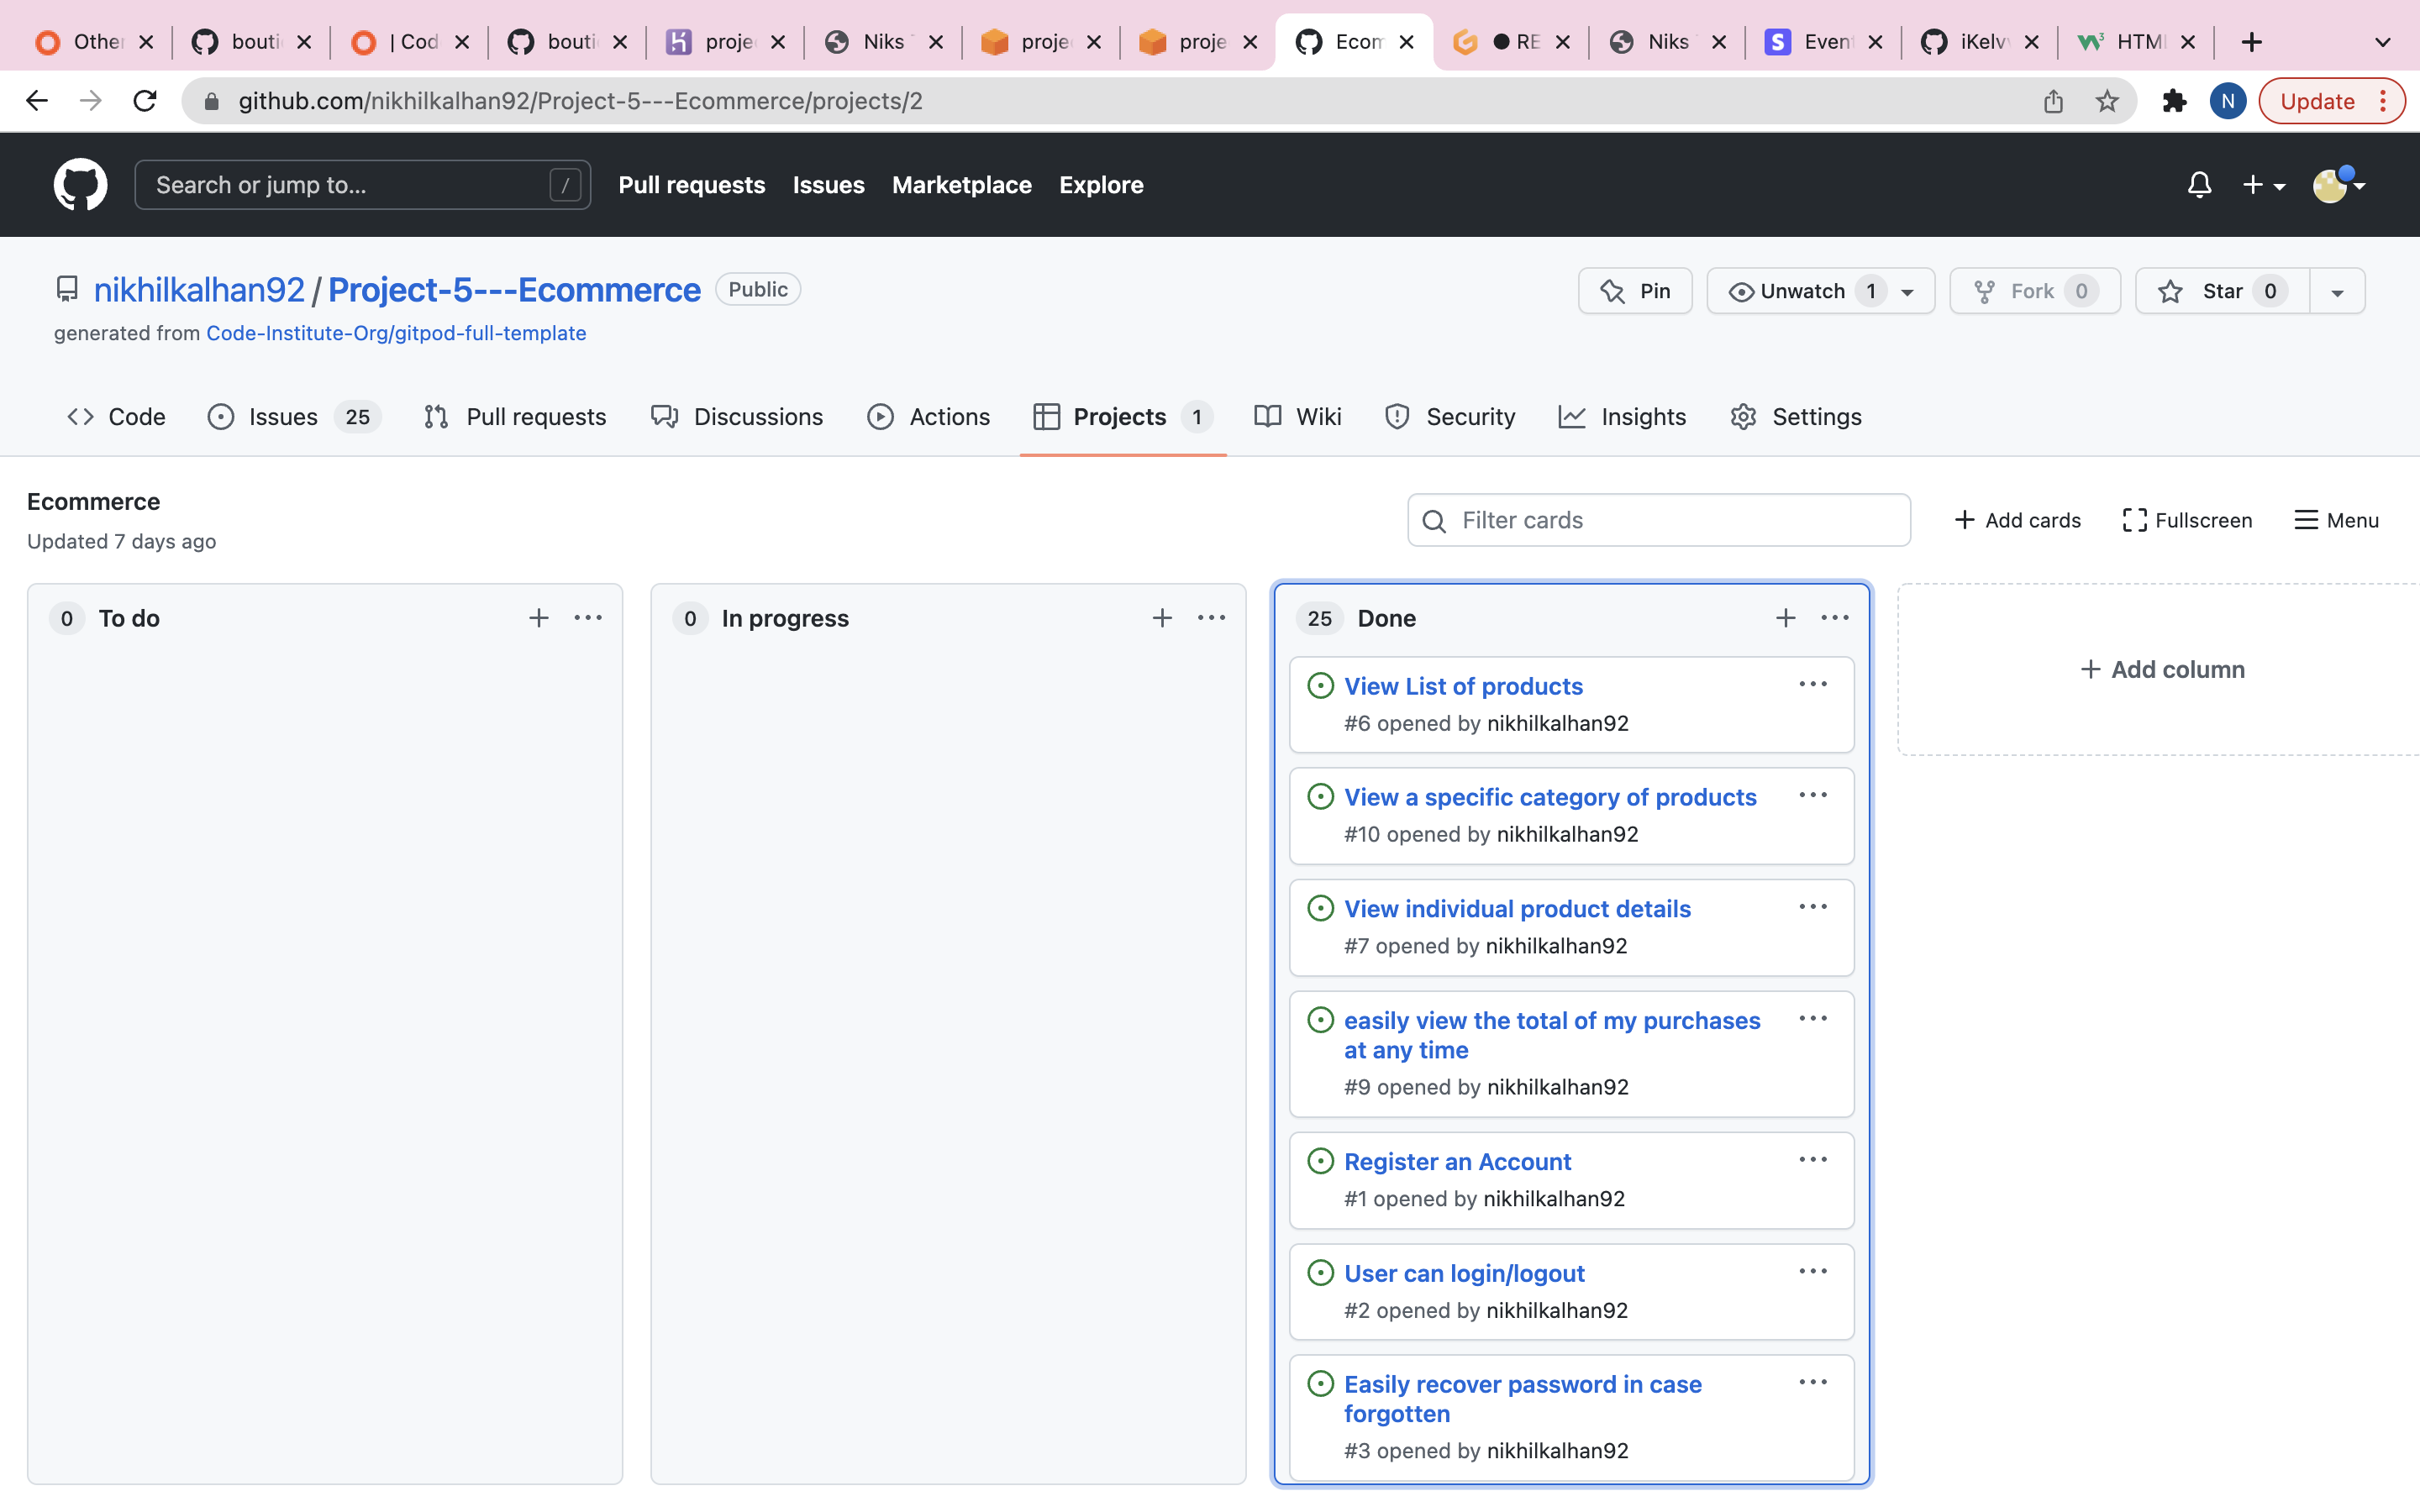 Other
bouti
| Cod
bouti
proje
Niks
proje
proje
Ecom
RE
Niks
Even
iKelv
HTML
github.com/nikhilkalhan92/Project-5---Ecommerce/projects/2
N
Update
Search or jump to...
/
Pull requests
Issues
Marketplace
Explore
nikhilkalhan92 / Project-5---Ecommerce
Public
Pin
Unwatch 1
Fork 0
Star 0
generated from Code-Institute-Org/gitpod-full-template
Code
Issues 25
Pull requests
Discussions
Actions
Projects 1
Wiki
Security
Insights
Settings
Ecommerce
Updated 7 days ago
Filter cards
Add cards
Fullscreen
Menu
0 To do
0 In progress
25 Done
View List of products
#6 opened by nikhilkalhan92
View a specific category of products
#10 opened by nikhilkalhan92
View individual product details
#7 opened by nikhilkalhan92
easily view the total of my purchases
at any time
#9 opened by nikhilkalhan92
Register an Account
#1 opened by nikhilkalhan92
User can login/logout
#2 opened by nikhilkalhan92
Easily recover password in case
forgotten
#3 opened by nikhilkalhan92
Add column